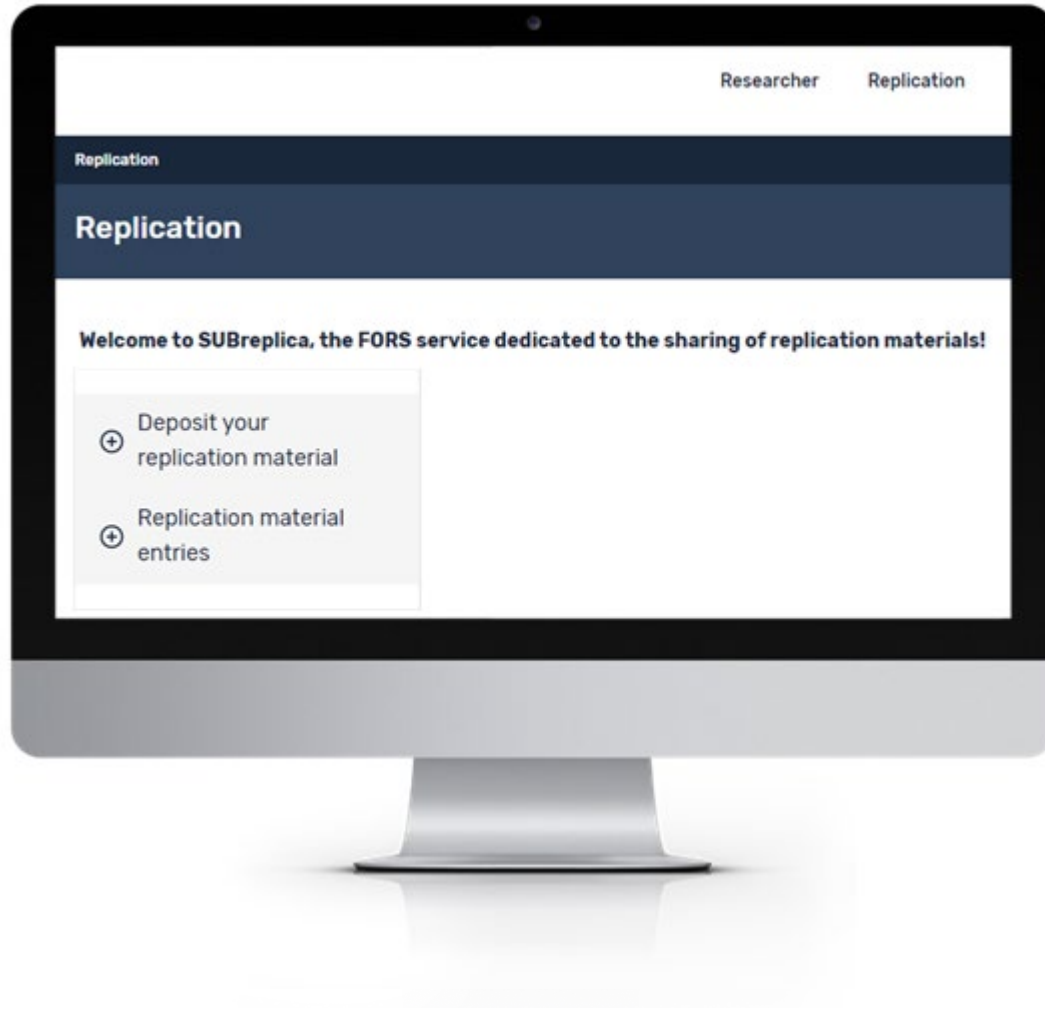 Researcher Replication
Replication
Replication
Welcome to SUBreplica, the FORS service dedicated to the sharing of replication materials!
Deposit your
replication material
Replication material
entries